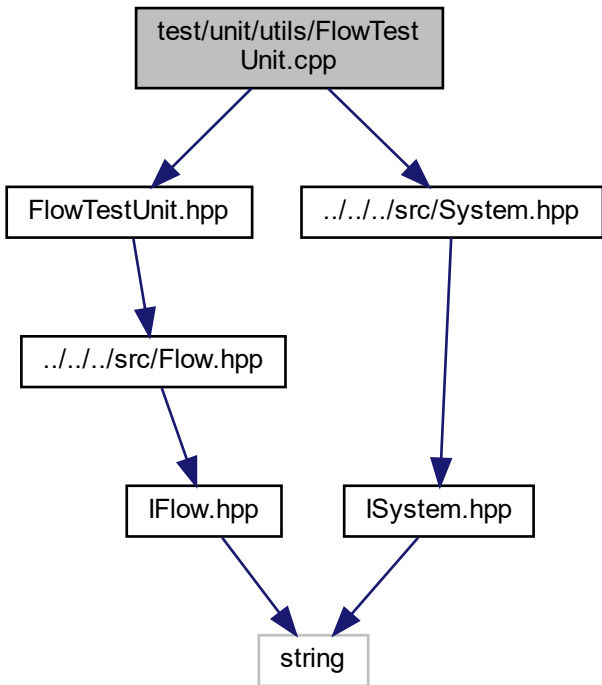 test/unit/utils/FlowTest
Unit.cpp
FlowTestUnit.hpp
../../../src/System.hpp
../../../src/Flow.hpp
IFlow.hpp
ISystem.hpp
string